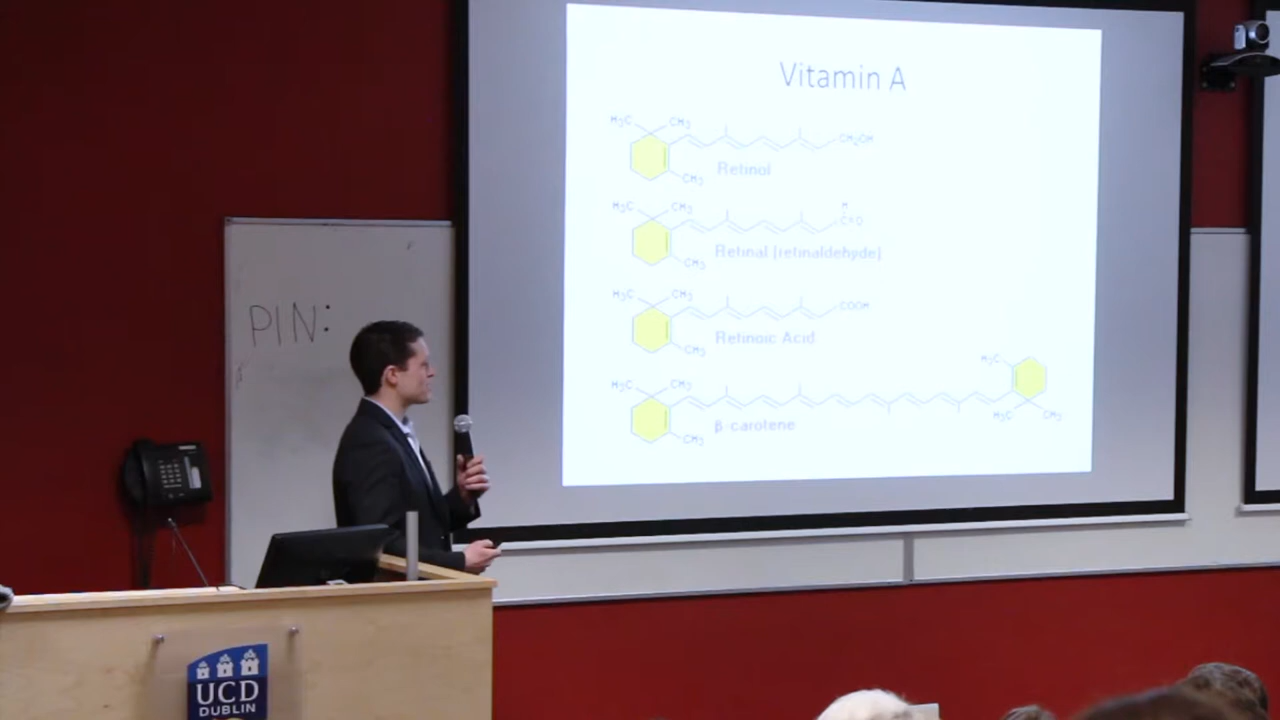 Vitamin A
H₃C CH₃ CH₂OH
Retinol
CH₃
H₃C CH₃ H
C=O
Retinal (retinaldehyde)
CH₃
H₃C CH₃ COOH
Retinoic Acid
CH₃
H₃C
H₃C CH₃
β-carotene
H₃C CH₃
CH₃
PIN:
UCD
DUBLIN